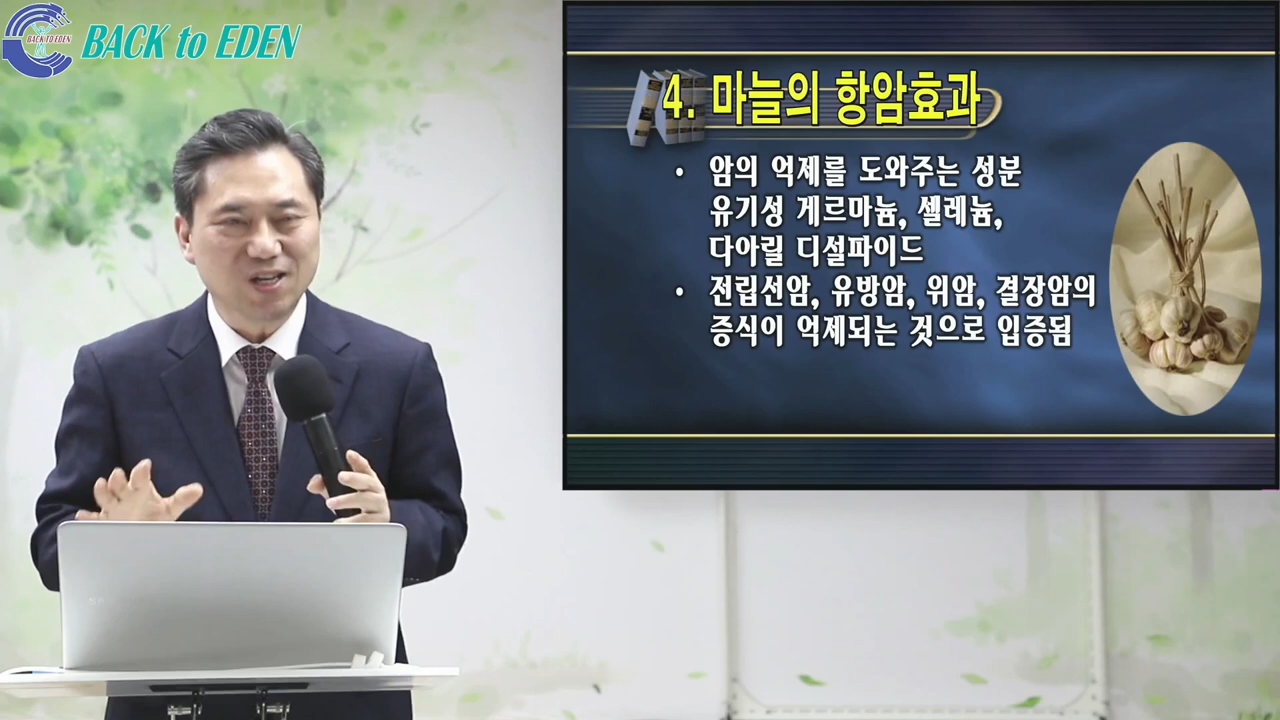 BACK TO EDEN
BACK to EDEN
4. 마늘의 항암효과
• 암의 억제를 도와주는 성분
유기성 게르마늄, 셀레늄,
다아릴 디설파이드
• 전립선암, 유방암, 위암, 결장암의
증식이 억제되는 것으로 입증됨